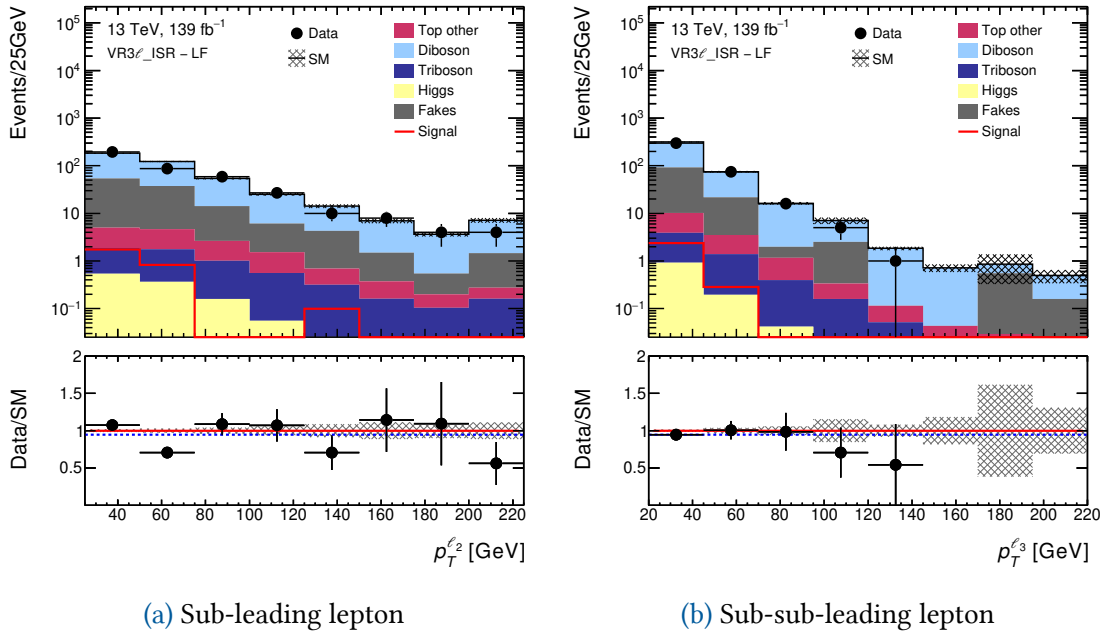 13 TeV, 139 fb⁻¹
VR3ℓ_ISR – LF
Data
SM
Top other
Diboson
Triboson
Higgs
Fakes
Signal
Events/25GeV
10⁵
10⁴
10³
10²
10
1
10⁻¹
Data/SM
2
1.5
1
0.5
40 60 80 100 120 140 160 180 200 220
p_T^ℓ₂ [GeV]
(a) Sub-leading lepton
13 TeV, 139 fb⁻¹
VR3ℓ_ISR – LF
Data
SM
Top other
Diboson
Triboson
Higgs
Fakes
Signal
Events/25GeV
10⁵
10⁴
10³
10²
10
1
10⁻¹
Data/SM
2
1.5
1
0.5
20 40 60 80 100 120 140 160 180 200 220
p_T^ℓ₃ [GeV]
(b) Sub-sub-leading lepton